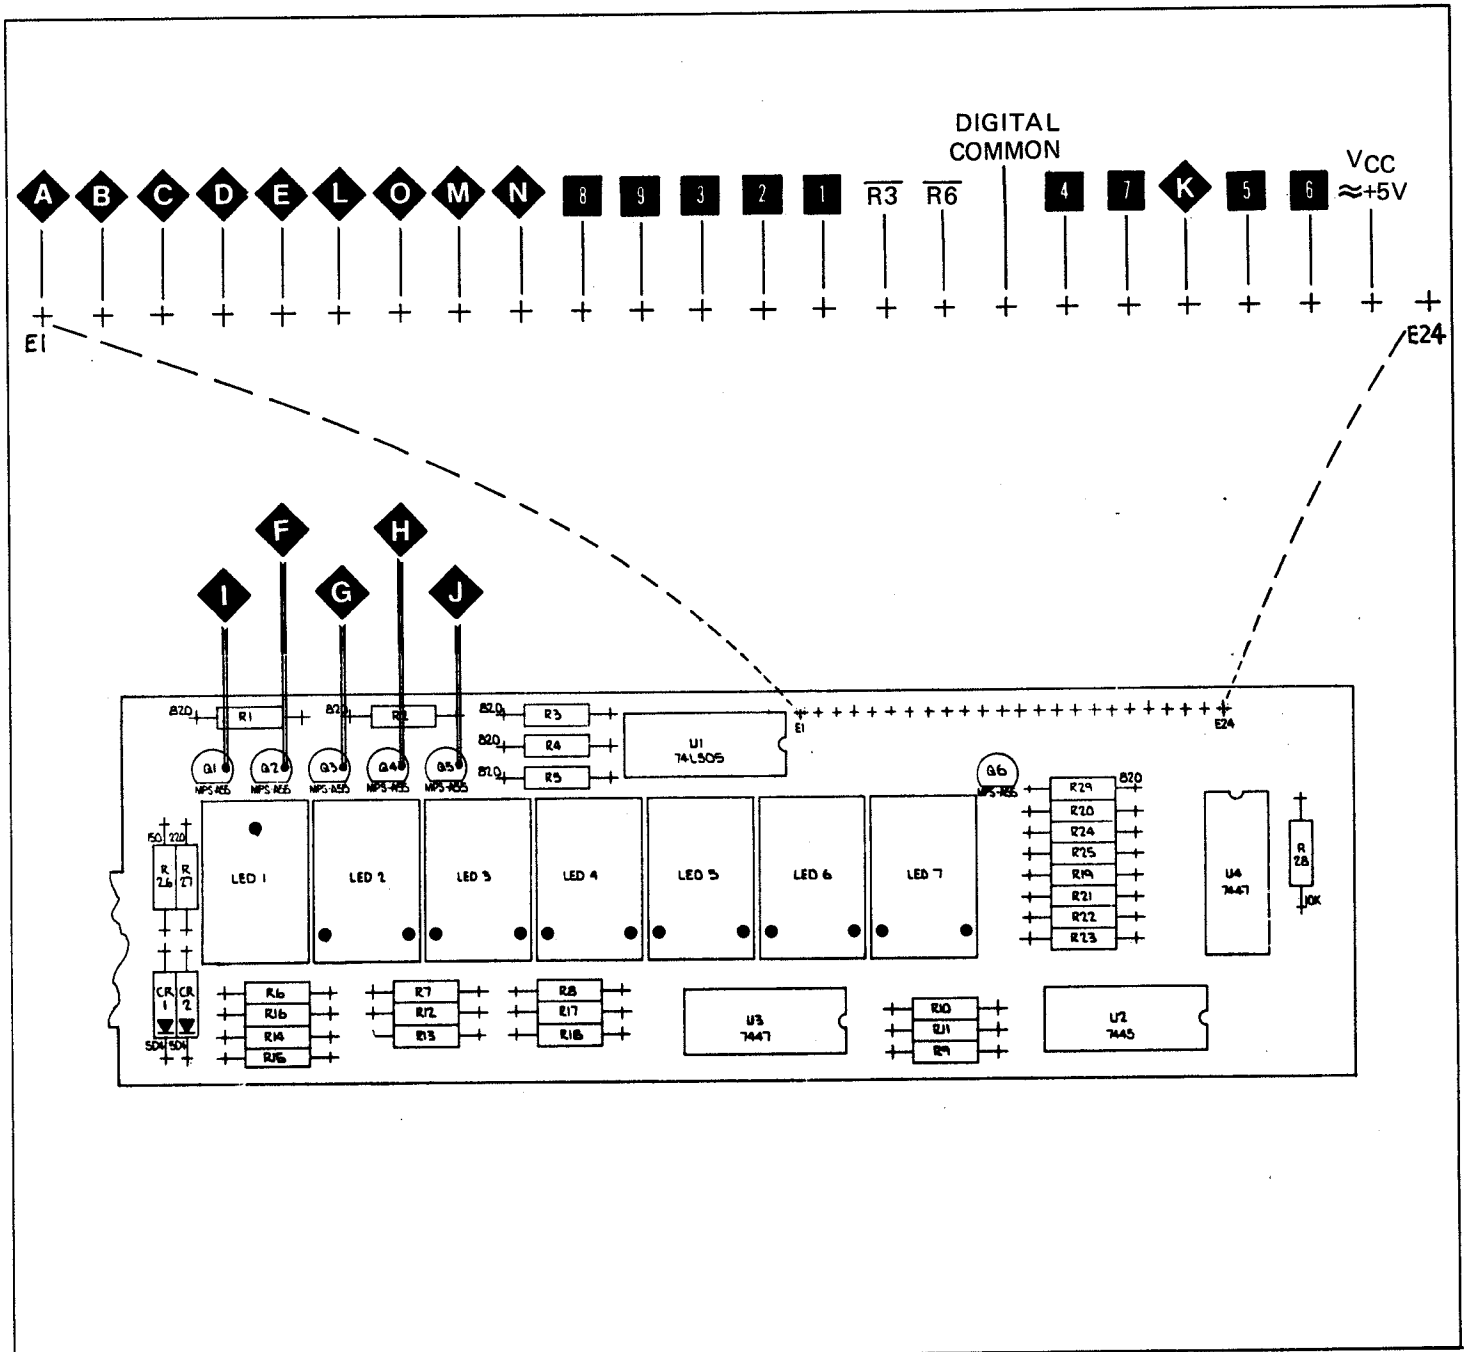 DIGITAL
COMMON
A B C D E L O M N 8 9 3 2 1 R3 R6 4 7 K 5 6 VCC
≈+5V
E1 E24
F H
I G J
820 R1 820 R2 820 R3
820 R4
820 R5
U1
74LS05
E1 E24
Q1 Q2 Q3 Q4 Q5 Q6
MPS-A55 MPS-A55 MPS-A55 MPS-A55 MPS-A55 MPS-A55
R29 820
R20
R24
R25
R19
R21
R22
R23
150 220
R
26
R
27
LED 1 LED 2 LED 3 LED 4 LED 5 LED 6 LED 7
U4
7447
R
28
10K
CR
1
CR
2
R6
R16
R14
R15
R7
R12
R13
R8
R17
R18
U3
7447
R10
R11
R9
U2
7445